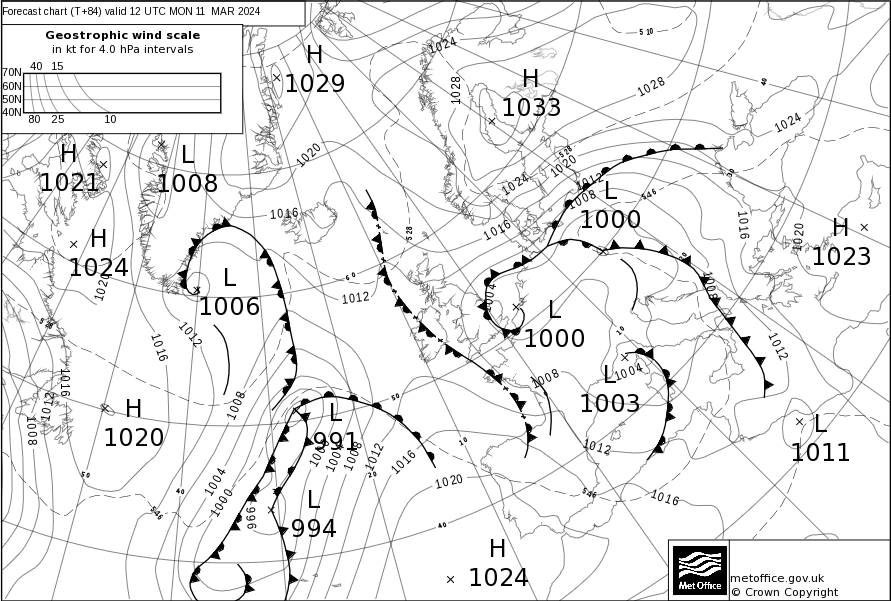 Forecast chart (T+84) valid 12 UTC MON 11 MAR 2024
Geostrophic wind scale
in kt for 4.0 hPa intervals
40 15
70N
60N
50N
40N
80 25 10
H
1029
H
1033
H
1021
L
1008
H
1024
L
1006
L
1000
H
1023
L
1000
L
1003
H
1020
L
991
L
994
L
1011
H
1024
1024
1028
1028
1024
1020
1016
1012
1016
1024
1020
1012
1008
1016
1020
1020
1016
1012
1004
1008
1012
1008
1004
1012
1016
1016
1012
1008
1008
1004
1000
996
1008
1012
1016
1020
510
528
528
528
546
546
546
40
30
60
50
50
40
20
10
10
40
Met Office
metoffice.gov.uk
© Crown Copyright